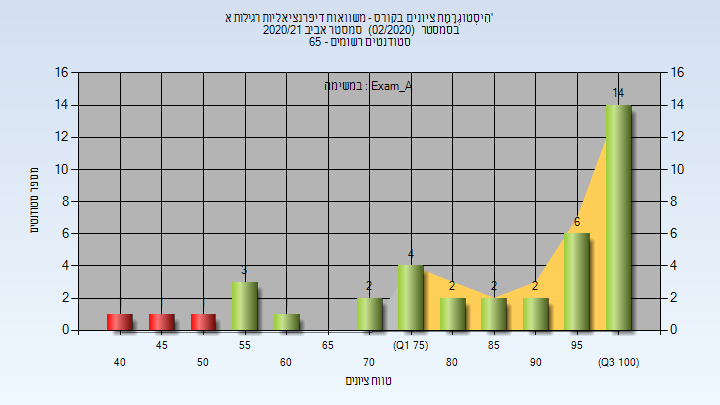 הִיסְטוֹגְרָמַת ציונים בקורס - משוואות דיפרנציאליות רגילות א'
בסמסטר (02/2020) סמסטר אביב 2020/21
סטודנטים רשומים - 65
במשימה : Exam_A
מספר סטודנטים
16 14 12 10 8 6 4 2 0
16 14 12 10 8 6 4 2 0
3 2 4 2 2 2 6 14
40 45 50 55 60 65 70 (Q1 75) 80 85 90 95 (Q3 100)
טווח ציונים